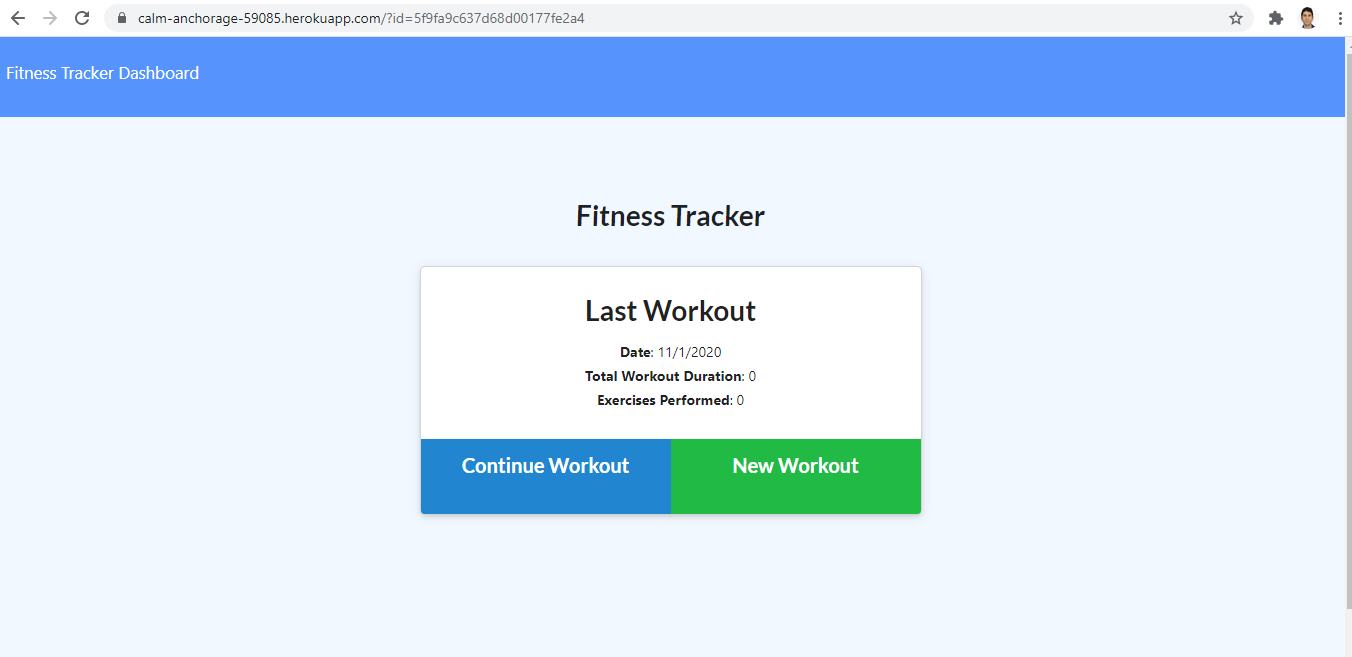 calm-anchorage-59085.herokuapp.com/?id=5f9fa9c637d68d00177fe2a4
Fitness Tracker Dashboard
Fitness Tracker
Last Workout
Date: 11/1/2020
Total Workout Duration: 0
Exercises Performed: 0
Continue Workout New Workout